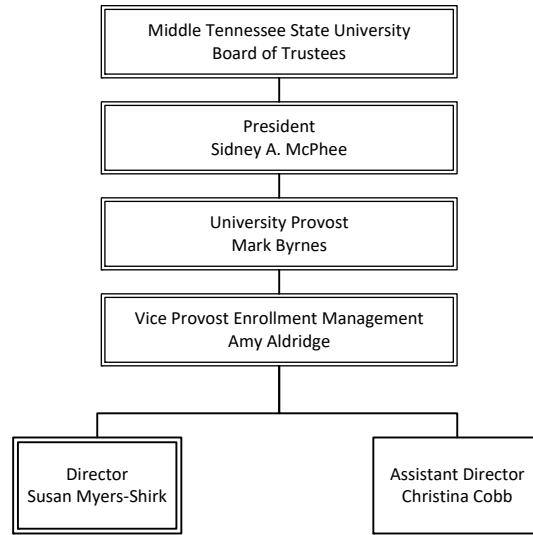 Middle Tennessee State University
Board of Trustees
President
Sidney A. McPhee
University Provost
Mark Byrnes
Vice Provost Enrollment Management
Amy Aldridge
Director
Susan Myers-Shirk
Assistant Director
Christina Cobb